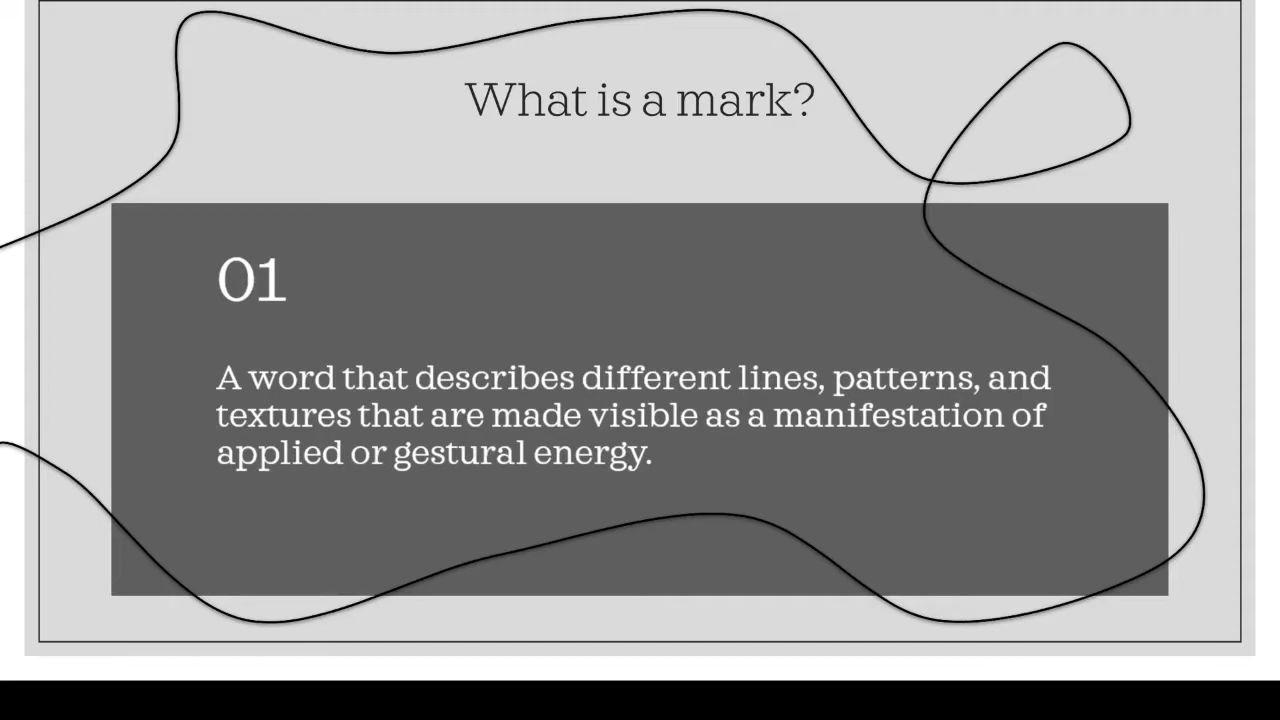 What is a mark?
01
A word that describes different lines, patterns, and
textures that are made visible as a manifestation of
applied or gestural energy.